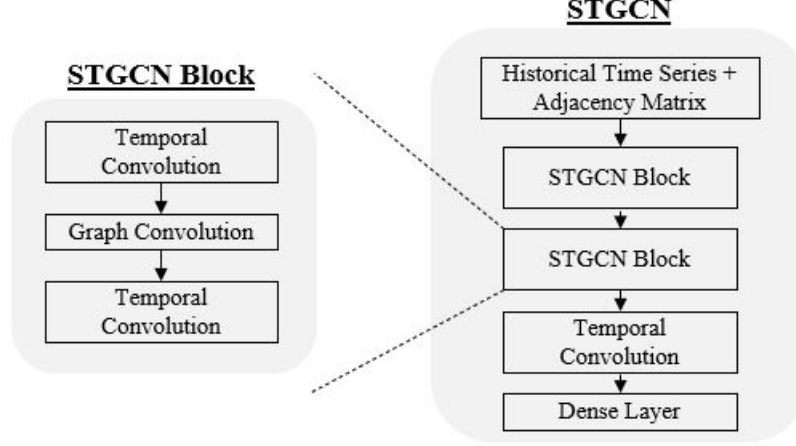 STGCN Block
Temporal
Convolution
Graph Convolution
Temporal
Convolution
STGCN
Historical Time Series +
Adjacency Matrix
STGCN Block
STGCN Block
Temporal
Convolution
Dense Layer